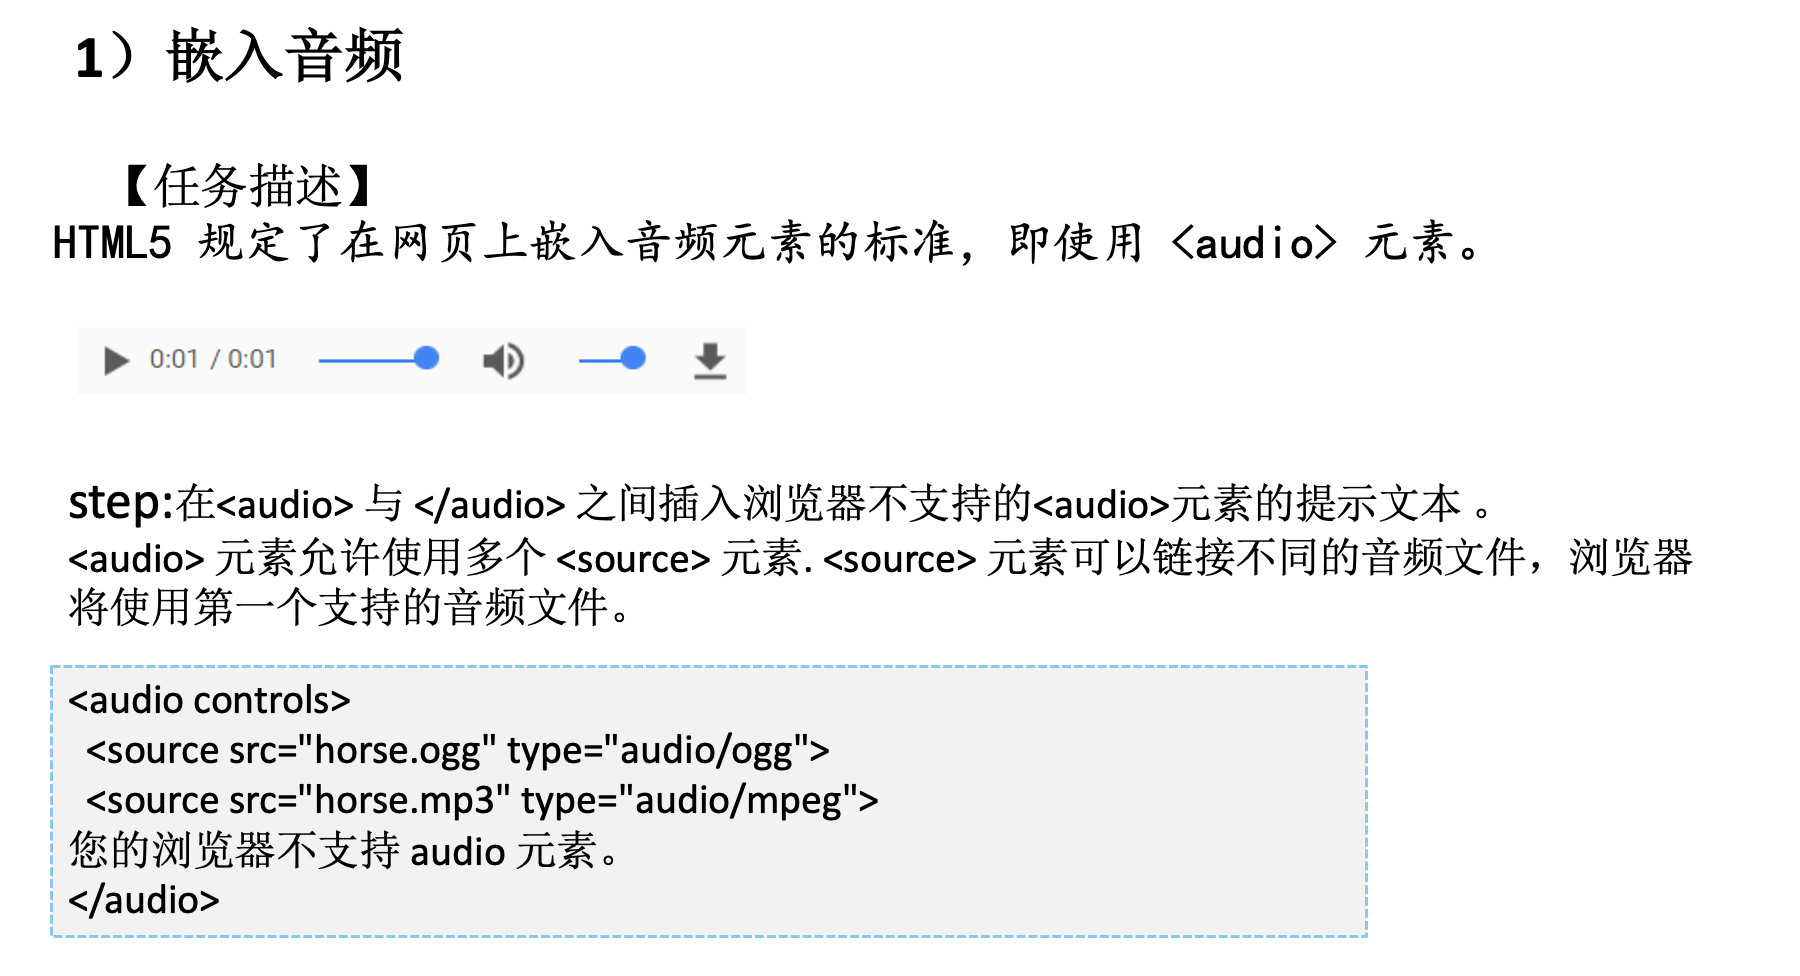 1）嵌入音频
【任务描述】
HTML5 规定了在网页上嵌入音频元素的标准，即使用 <audio> 元素。
0:01 / 0:01
step:在<audio> 与 </audio> 之间插入浏览器不支持的<audio>元素的提示文本 。
<audio> 元素允许使用多个 <source> 元素. <source> 元素可以链接不同的音频文件，浏览器
将使用第一个支持的音频文件。
<audio controls>
<source src="horse.ogg" type="audio/ogg">
<source src="horse.mp3" type="audio/mpeg">
您的浏览器不支持 audio 元素。
</audio>